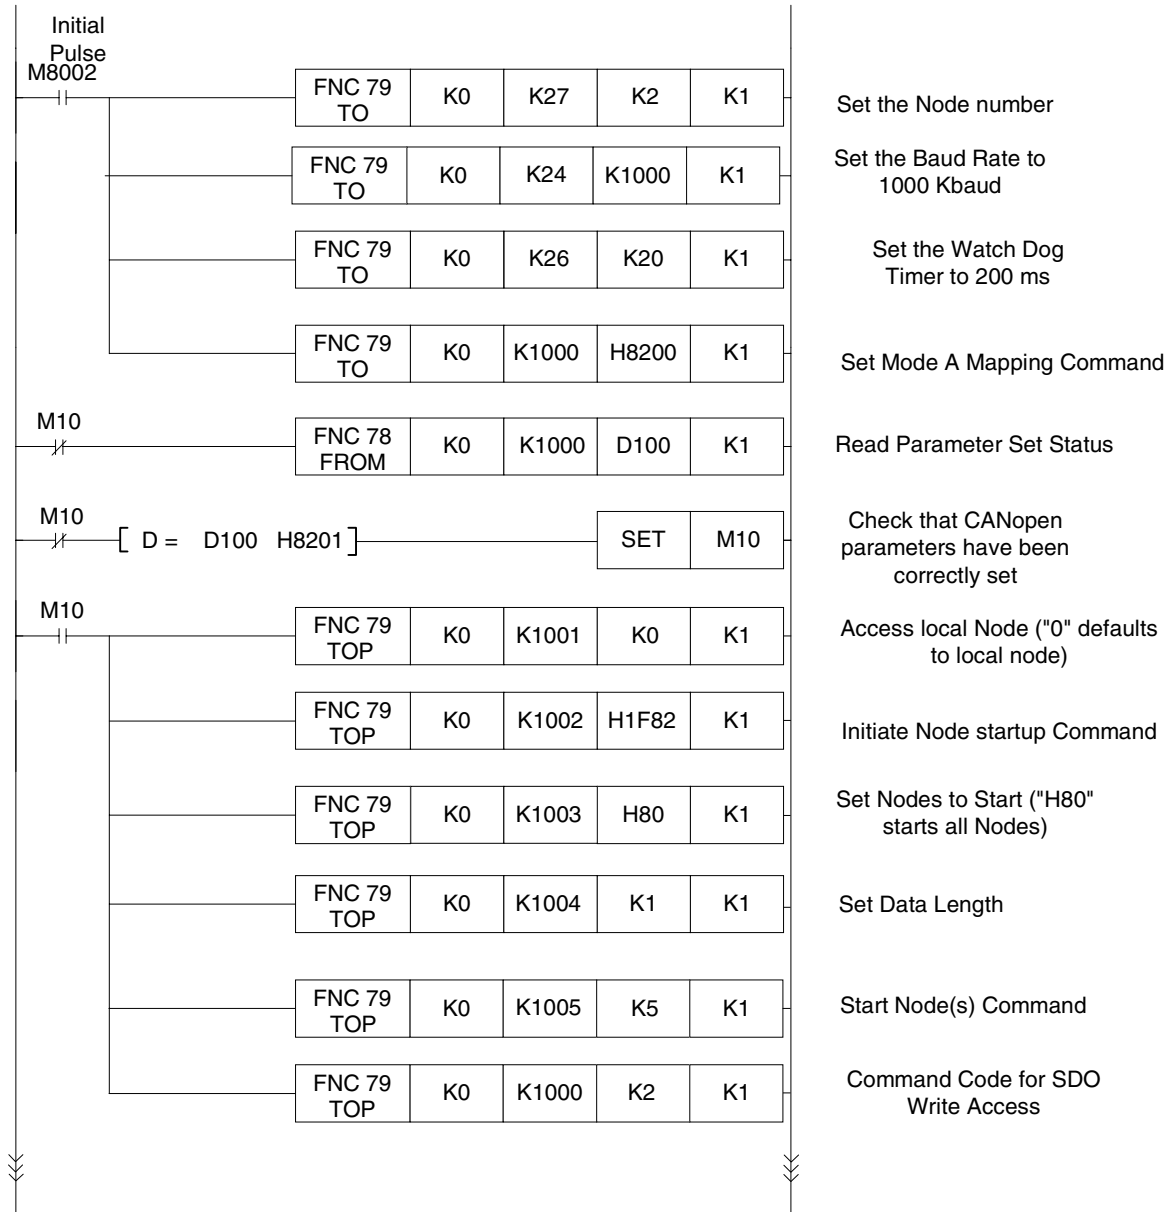 Initial
Pulse
M8002
FNC 79
TO
K0
K27
K2
K1
Set the Node number
FNC 79
TO
K0
K24
K1000
K1
Set the Baud Rate to
1000 Kbaud
FNC 79
TO
K0
K26
K20
K1
Set the Watch Dog
Timer to 200 ms
FNC 79
TO
K0
K1000
H8200
K1
Set Mode A Mapping Command
M10
FNC 78
FROM
K0
K1000
D100
K1
Read Parameter Set Status
M10
[ D = D100 H8201 ]
SET
M10
Check that CANopen
parameters have been
correctly set
M10
FNC 79
TOP
K0
K1001
K0
K1
Access local Node ("0" defaults
to local node)
FNC 79
TOP
K0
K1002
H1F82
K1
Initiate Node startup Command
FNC 79
TOP
K0
K1003
H80
K1
Set Nodes to Start ("H80"
starts all Nodes)
FNC 79
TOP
K0
K1004
K1
K1
Set Data Length
FNC 79
TOP
K0
K1005
K5
K1
Start Node(s) Command
FNC 79
TOP
K0
K1000
K2
K1
Command Code for SDO
Write Access